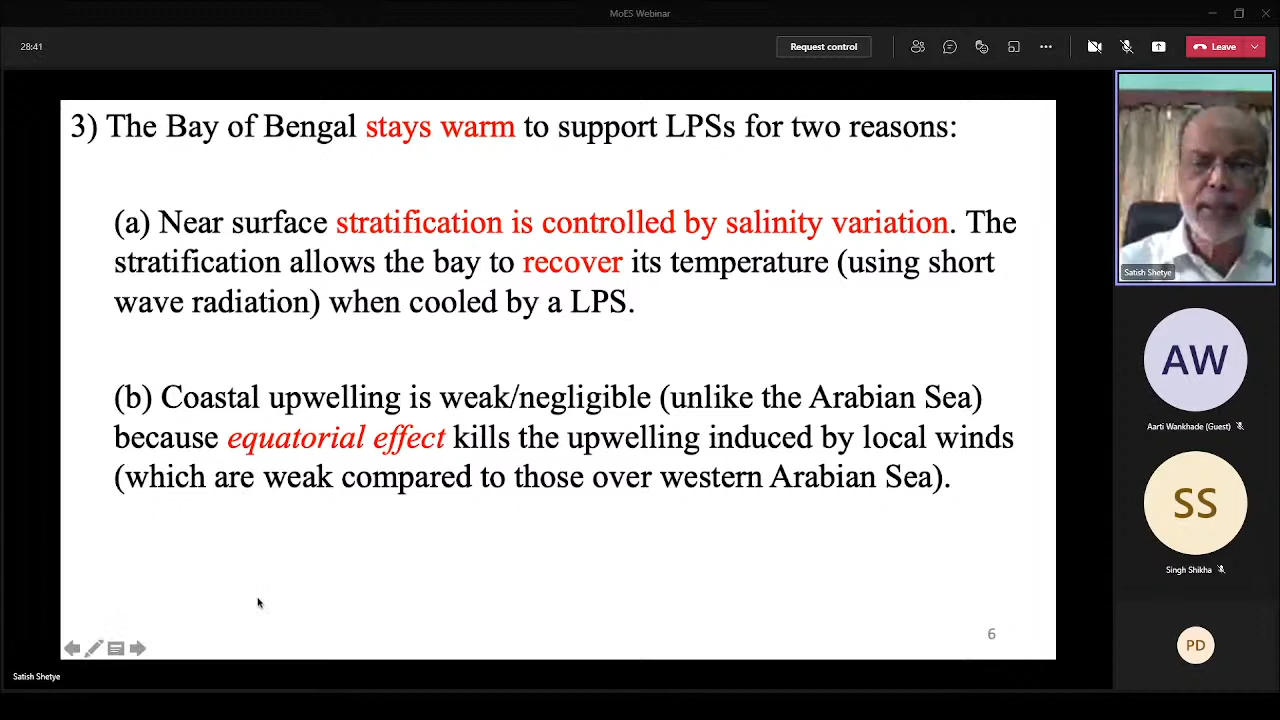 MoES Webinar
28:41
Request control
Leave
3) The Bay of Bengal stays warm to support LPSs for two reasons:
(a) Near surface stratification is controlled by salinity variation. The
stratification allows the bay to recover its temperature (using short
wave radiation) when cooled by a LPS.
(b) Coastal upwelling is weak/negligible (unlike the Arabian Sea)
because equatorial effect kills the upwelling induced by local winds
(which are weak compared to those over western Arabian Sea).
6
Satish Shetye
Satish Shetye
AW
Aarti Wankhade (Guest)
SS
Singh Shikha
PD